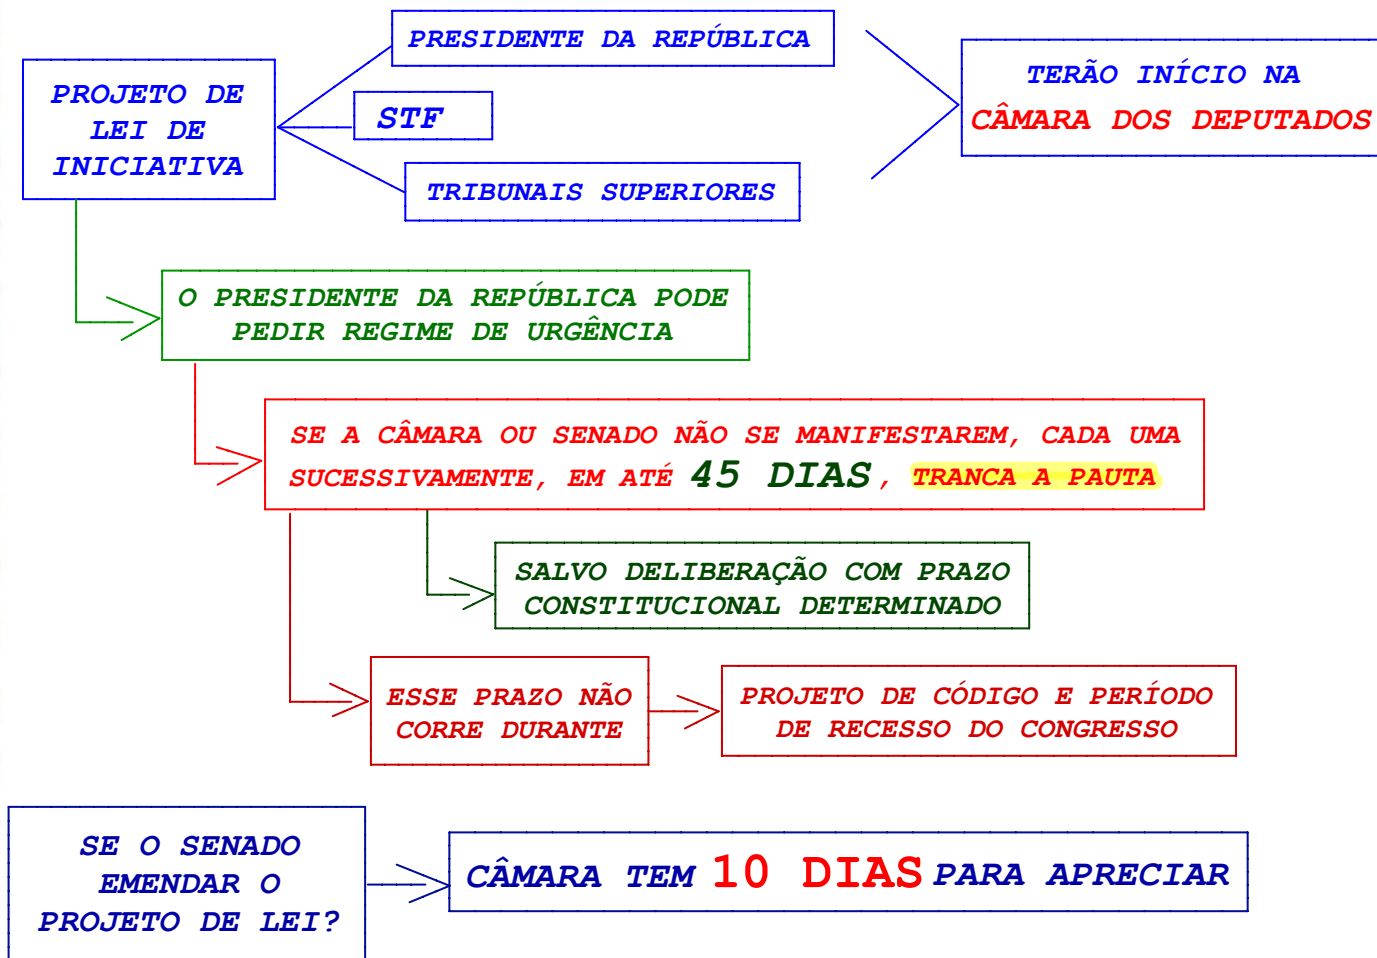 PROJETO DE
LEI DE
INICIATIVA
PRESIDENTE DA REPÚBLICA
STF
TRIBUNAIS SUPERIORES
TERÃO INÍCIO NA
CÂMARA DOS DEPUTADOS
O PRESIDENTE DA REPÚBLICA PODE
PEDIR REGIME DE URGÊNCIA
SE A CÂMARA OU SENADO NÃO SE MANIFESTAREM, CADA UMA
SUCESSIVAMENTE, EM ATÉ 45 DIAS, TRANCA A PAUTA
SALVO DELIBERAÇÃO COM PRAZO
CONSTITUCIONAL DETERMINADO
ESSE PRAZO NÃO
CORRE DURANTE
PROJETO DE CÓDIGO E PERÍODO
DE RECESSO DO CONGRESSO
SE O SENADO
EMENDAR O
PROJETO DE LEI?
CÂMARA TEM 10 DIAS PARA APRECIAR